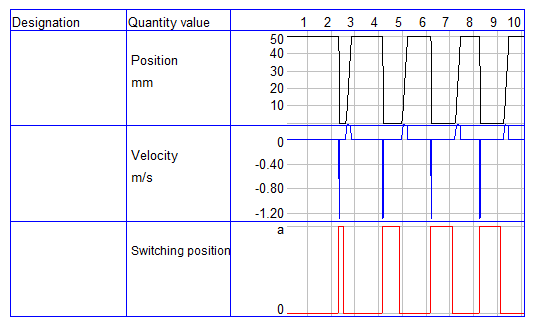 Designation Quantity value 1 2 3 4 5 6 7 8 9 10
Position
mm
50
40
30
20
10
Velocity
m/s
0
-0.40
-0.80
-1.20
Switching position
a
0